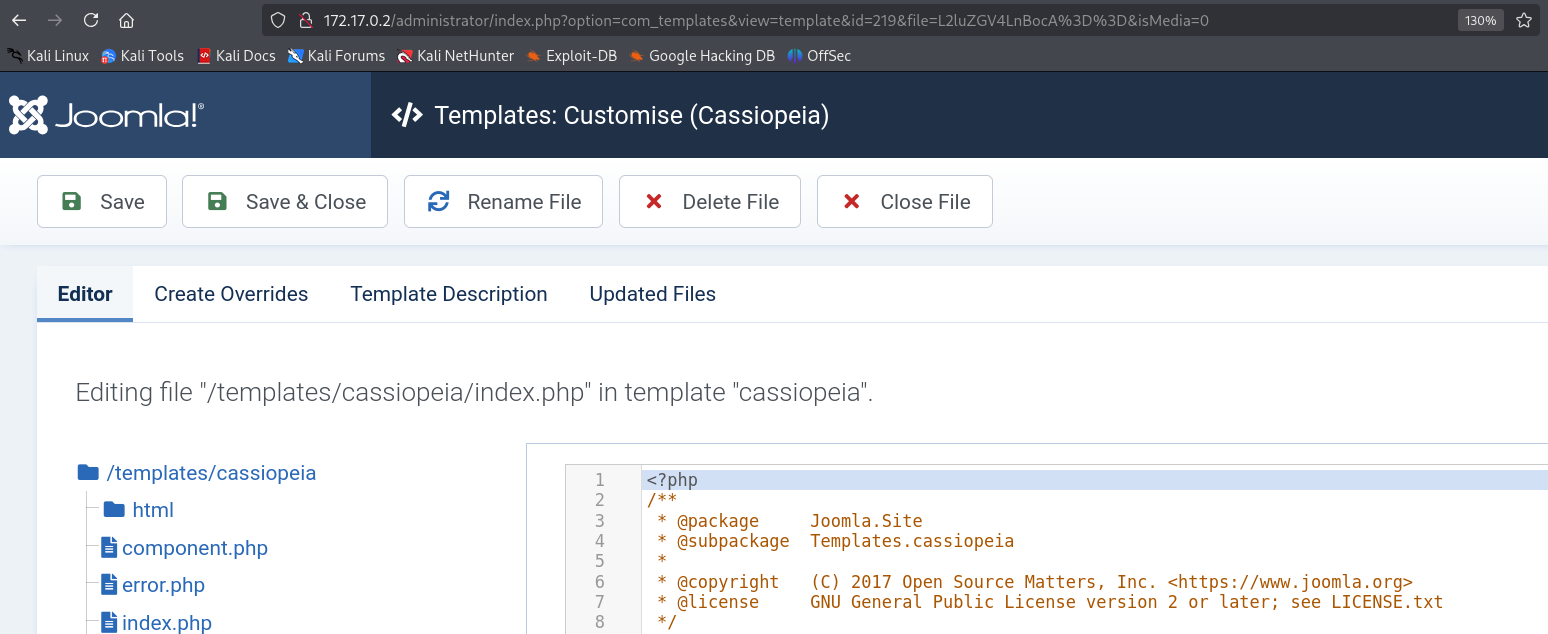 172.17.0.2/administrator/index.php?option=com_templates&view=template&id=219&file=L2luZGV4LnBocA%3D%3D&isMedia=0 130%
Kali Linux Kali Tools Kali Docs Kali Forums Kali NetHunter Exploit-DB Google Hacking DB OffSec
Joomla!® Templates: Customise (Cassiopeia)
Save Save & Close Rename File Delete File Close File
Editor Create Overrides Template Description Updated Files
Editing file "/templates/cassiopeia/index.php" in template "cassiopeia".
/templates/cassiopeia
html
component.php
error.php
index.php
1 <?php
2 /**
3  * @package     Joomla.Site
4  * @subpackage  Templates.cassiopeia
5  *
6  * @copyright   (C) 2017 Open Source Matters, Inc. <https://www.joomla.org>
7  * @license     GNU General Public License version 2 or later; see LICENSE.txt
8  */